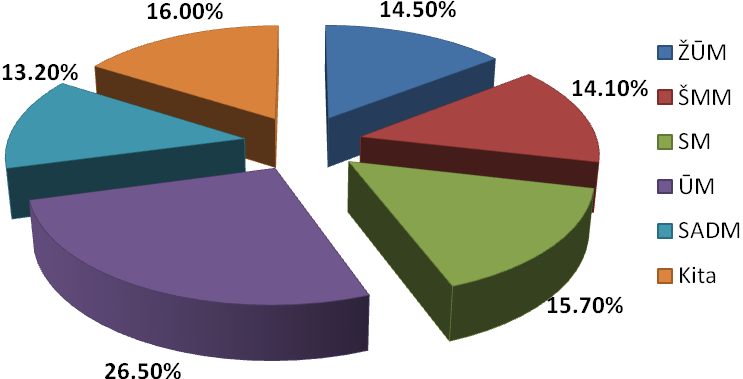 16.00%
14.50%
13.20%
14.10%
15.70%
26.50%
ŽŪM
ŠMM
SM
ŪM
SADM
Kita